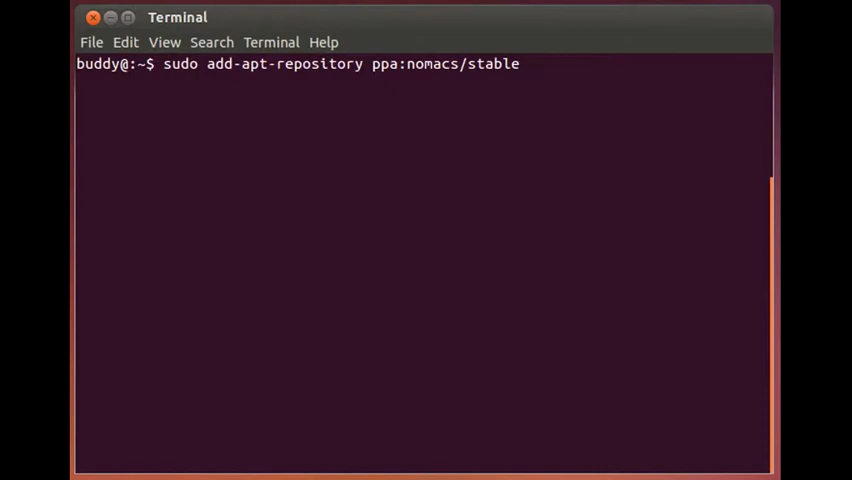 Terminal
File Edit View Search Terminal Help
buddy@:~$ sudo add-apt-repository ppa:nomacs/stable